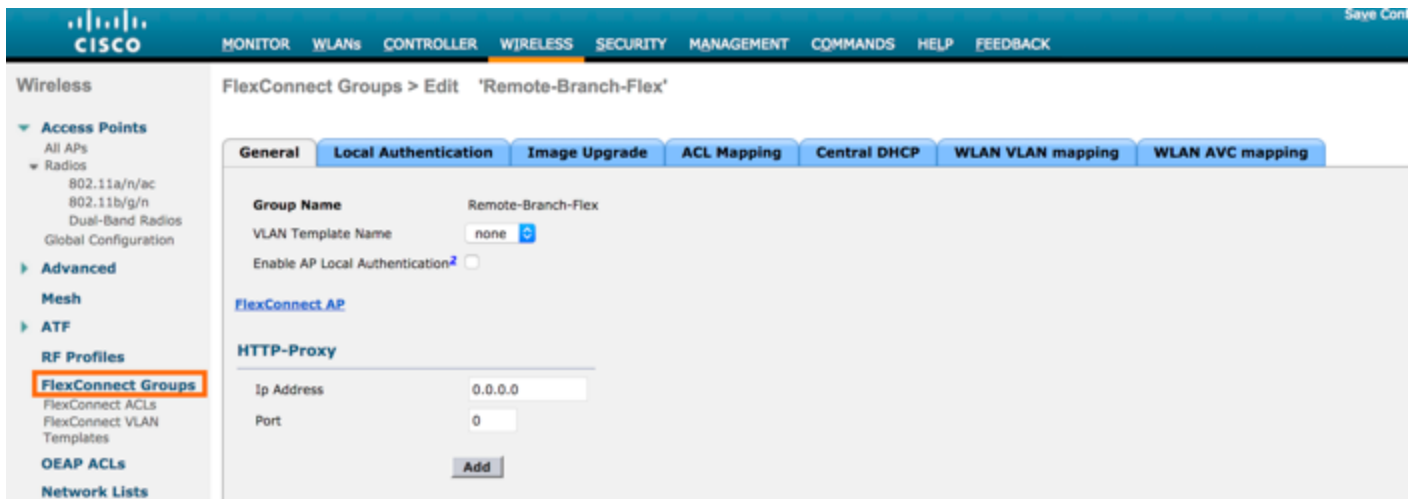 Save Conf
CISCO
MONITOR WLANs CONTROLLER WIRELESS SECURITY MANAGEMENT COMMANDS HELP FEEDBACK
Wireless
Access Points
All APs
Radios
802.11a/n/ac
802.11b/g/n
Dual-Band Radios
Global Configuration
Advanced
Mesh
ATF
RF Profiles
FlexConnect Groups
FlexConnect ACLs
FlexConnect VLAN
Templates
OEAP ACLs
Network Lists
FlexConnect Groups > Edit 'Remote-Branch-Flex'
General Local Authentication Image Upgrade ACL Mapping Central DHCP WLAN VLAN mapping WLAN AVC mapping
Group Name Remote-Branch-Flex
VLAN Template Name none
Enable AP Local Authentication2
FlexConnect AP
HTTP-Proxy
Ip Address 0.0.0.0
Port 0
Add